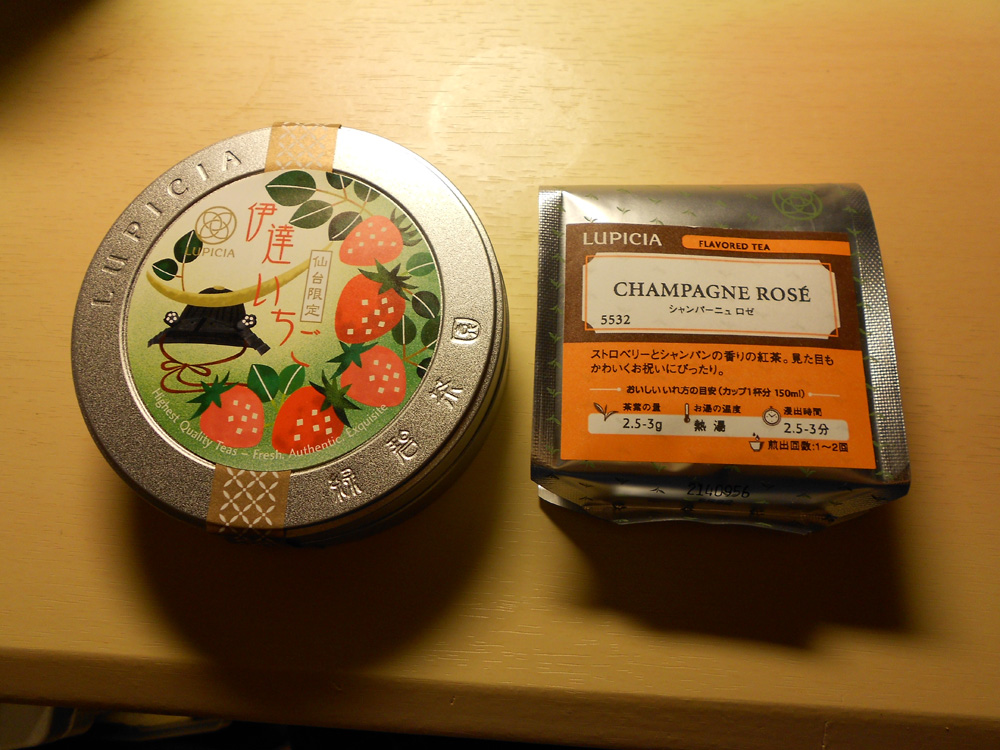 LUPICIA
LUPICIA
伊達いちご
仙台限定
Highest Quality Teas – Fresh, Authentic, Exquisite
緑碧茶園
LUPICIA
FLAVORED TEA
CHAMPAGNE ROSÉ
シャンパーニュ ロゼ
5532
ストロベリーとシャンパンの香りの紅茶。見た目も
かわいくお祝いにぴったり。
おいしいいれ方の目安(カップ1杯分 150ml)
茶葉の量 お湯の温度 浸出時間
2.5-3g 熱湯 2.5-3分
煎出回数:1〜2回
2140956